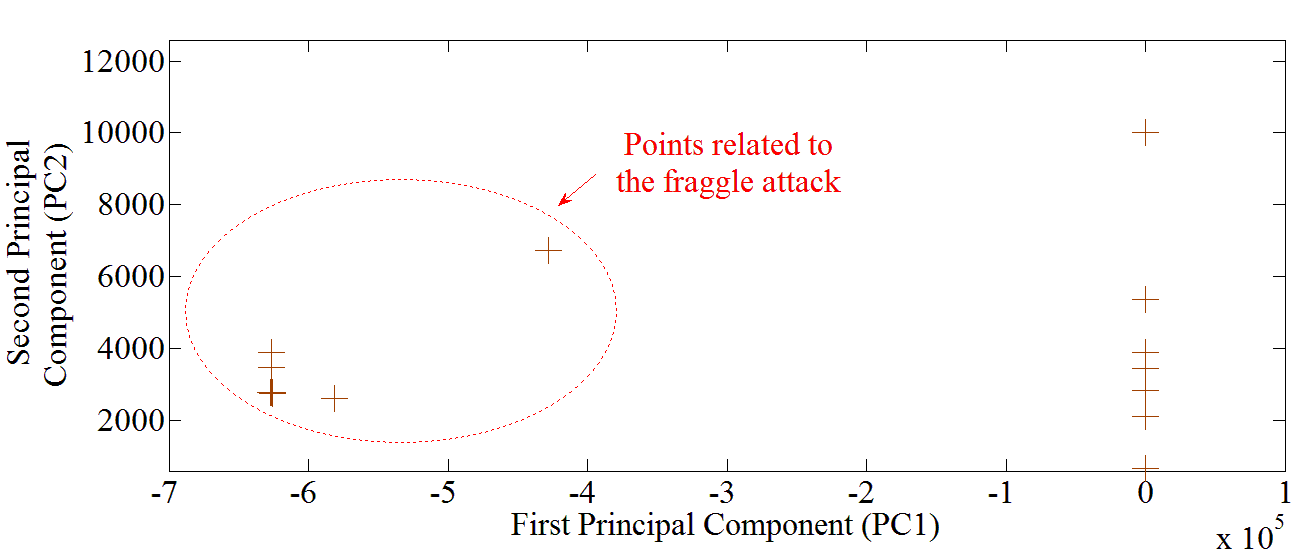 12000
10000
8000
6000
4000
2000
Second Principal
Component (PC2)
Points related to
the fraggle attack
-7 -6 -5 -4 -3 -2 -1 0 1
First Principal Component (PC1)
x 10^5